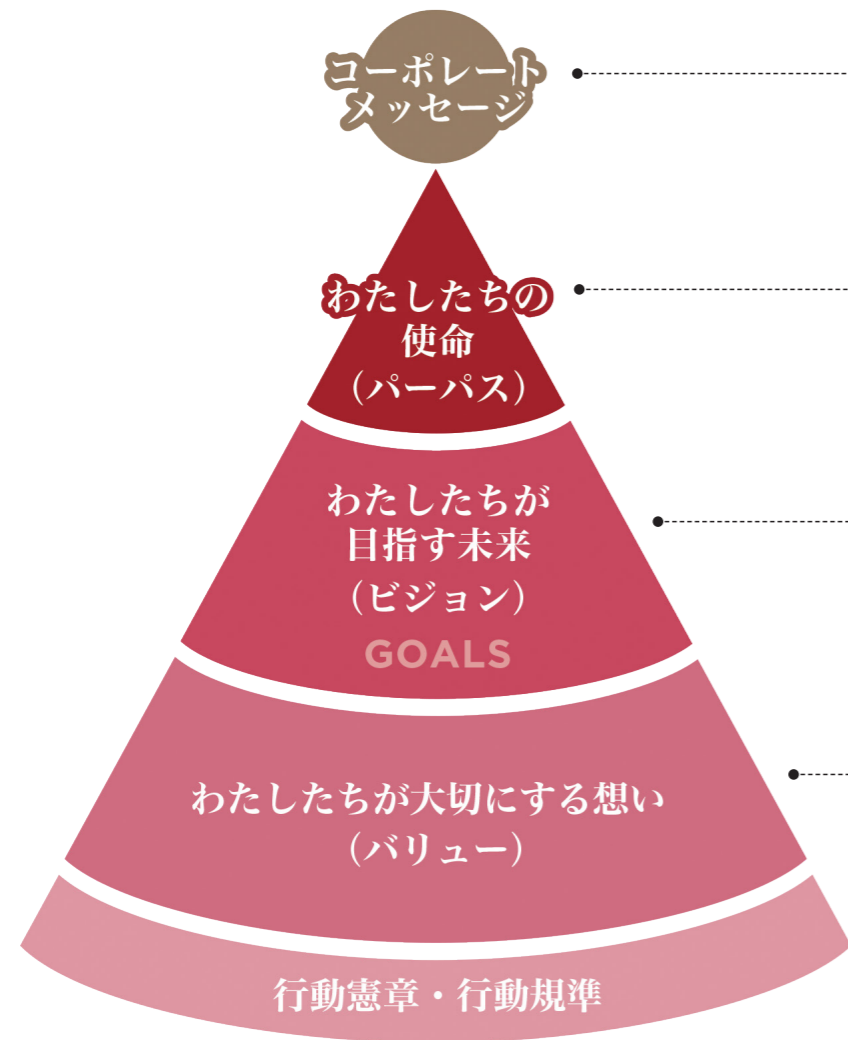 コーポレート
メッセージ
わたしたちの
使命
（パーパス）
わたしたちが
目指す未来
（ビジョン）
GOALS
わたしたちが大切にする想い
（バリュー）
行動憲章・行動規準